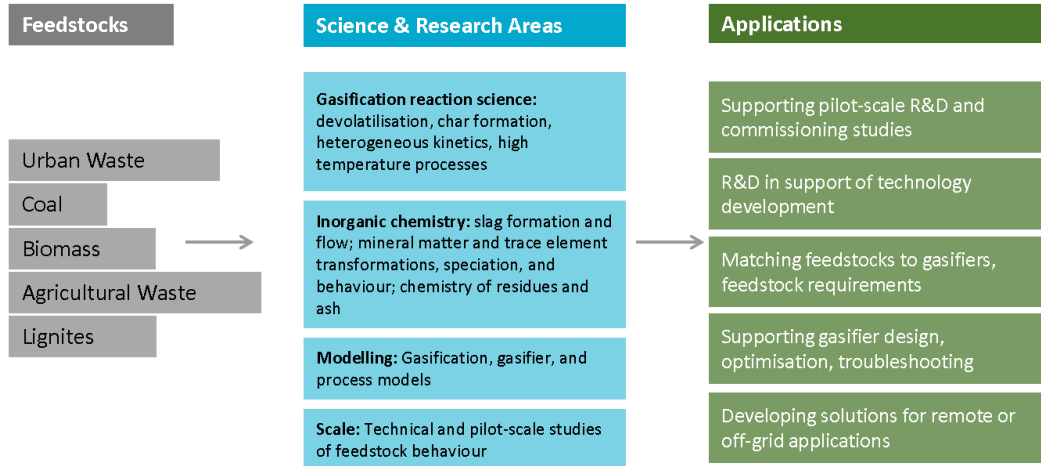 Feedstocks
Urban Waste
Coal
Biomass
Agricultural Waste
Lignites
Science & Research Areas
Gasification reaction science:
devolatilisation, char formation,
heterogeneous kinetics, high
temperature processes
Inorganic chemistry: slag formation and
flow; mineral matter and trace element
transformations, speciation, and
behaviour; chemistry of residues and
ash
Modelling: Gasification, gasifier, and
process models
Scale: Technical and pilot-scale studies
of feedstock behaviour
Applications
Supporting pilot-scale R&D and
commissioning studies
R&D in support of technology
development
Matching feedstocks to gasifiers,
feedstock requirements
Supporting gasifier design,
optimisation, troubleshooting
Developing solutions for remote or
off-grid applications